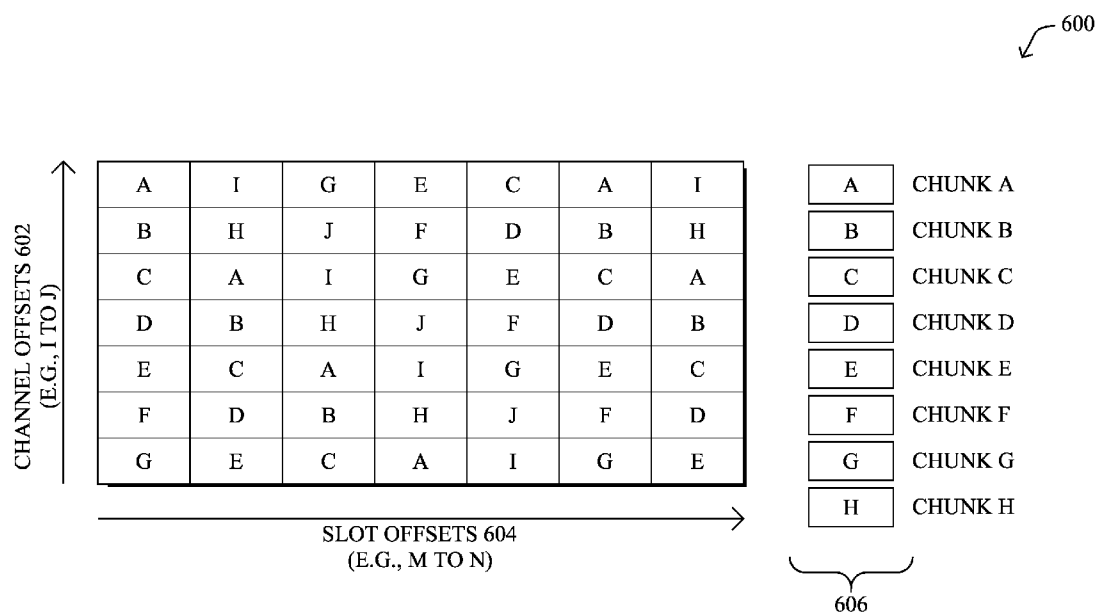 600
A I G E C A I
B H J F D B H
C A I G E C A
D B H J F D B
E C A I G E C
F D B H J F D
G E C A I G E
CHANNEL OFFSETS 602
(E.G., I TO J)
SLOT OFFSETS 604
(E.G., M TO N)
A CHUNK A
B CHUNK B
C CHUNK C
D CHUNK D
E CHUNK E
F CHUNK F
G CHUNK G
H CHUNK H
606